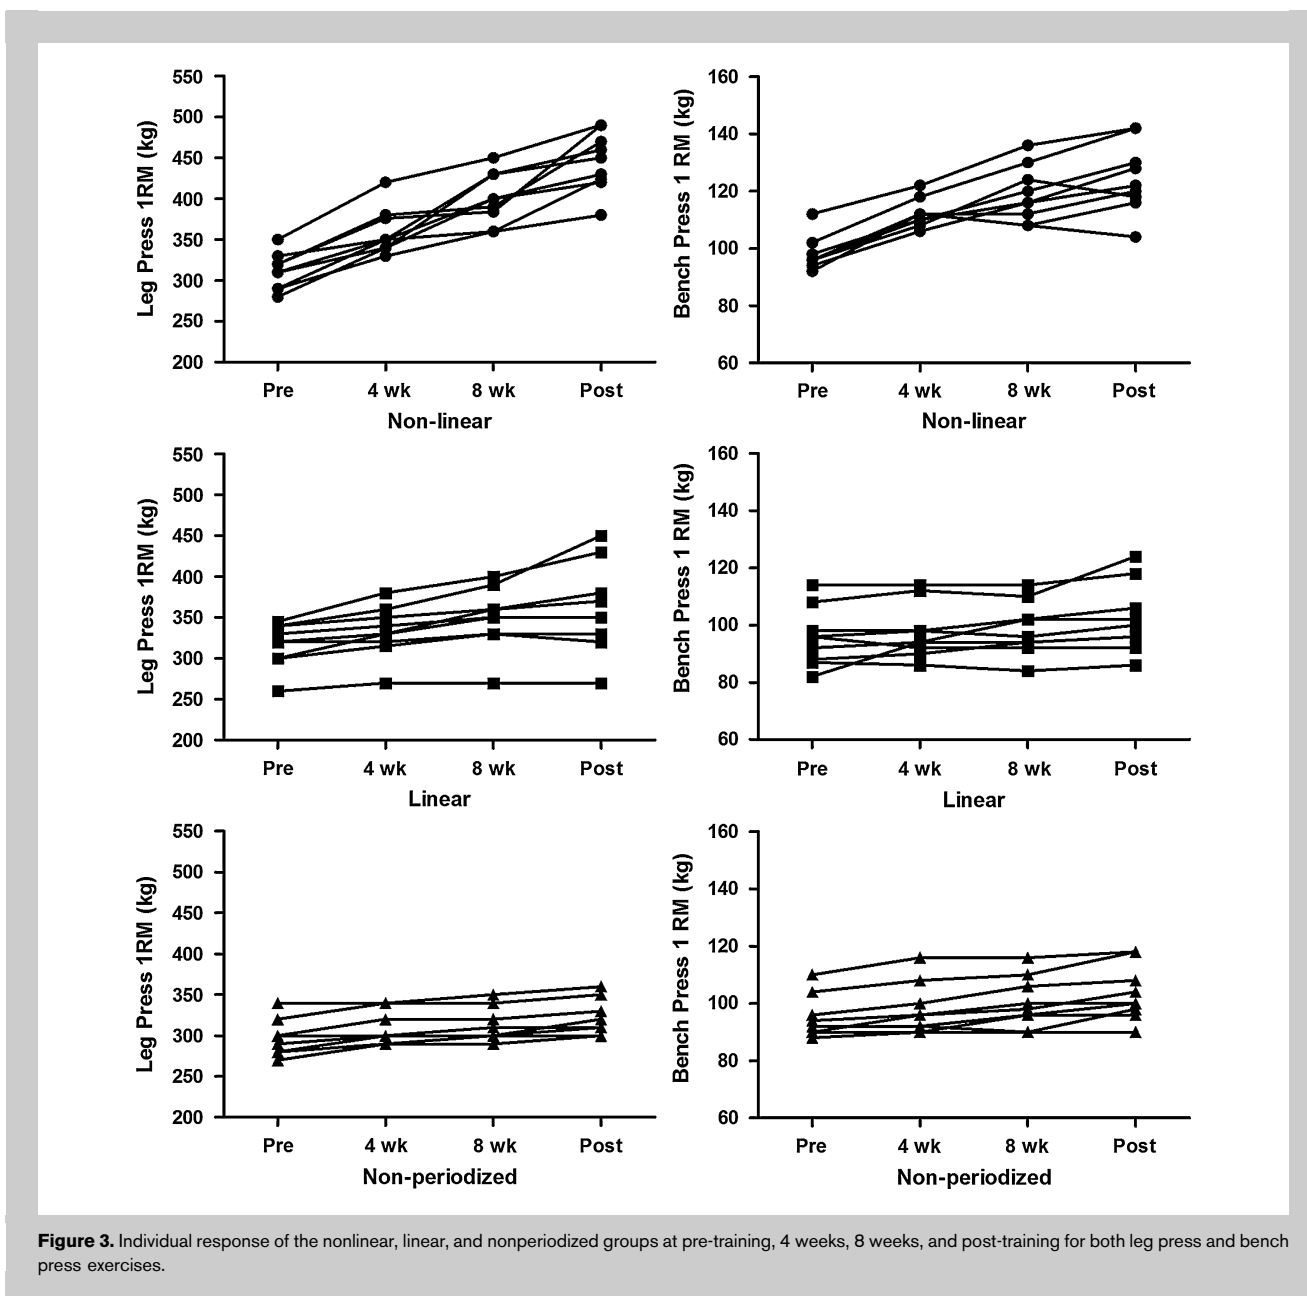 550
500
450
400
350
300
250
200
Leg Press 1RM (kg)
Pre 4 wk 8 wk Post
Non-linear
160
140
120
100
80
60
Bench Press 1 RM (kg)
Pre 4 wk 8 wk Post
Non-linear
550
500
450
400
350
300
250
200
Leg Press 1RM (kg)
Pre 4 wk 8 wk Post
Linear
160
140
120
100
80
60
Bench Press 1 RM (kg)
Pre 4 wk 8 wk Post
Linear
550
500
450
400
350
300
250
200
Leg Press 1RM (kg)
Pre 4 wk 8 wk Post
Non-periodized
160
140
120
100
80
60
Bench Press 1 RM (kg)
Pre 4 wk 8 wk Post
Non-periodized
Figure 3. Individual response of the nonlinear, linear, and nonperiodized groups at pre-training, 4 weeks, 8 weeks, and post-training for both leg press and bench
press exercises.